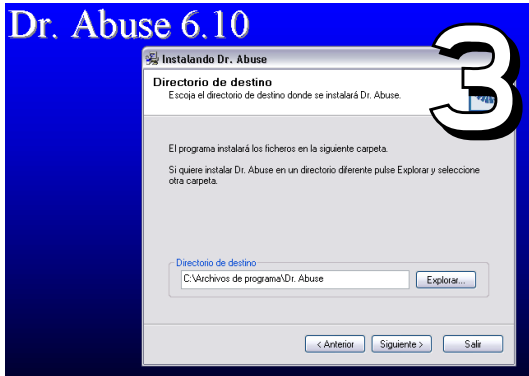 Dr. Abuse 6.10
3
Instalando Dr. Abuse
Directorio de destino
Escoja el directorio de destino donde se instalará Dr. Abuse.
El programa instalará los ficheros en la siguiente carpeta.
Si quiere instalar Dr. Abuse en un directorio diferente pulse Explorar y seleccione
otra carpeta.
Directorio de destino
C:\Archivos de programa\Dr. Abuse
Explorar...
< Anterior
Siguiente >
Salir